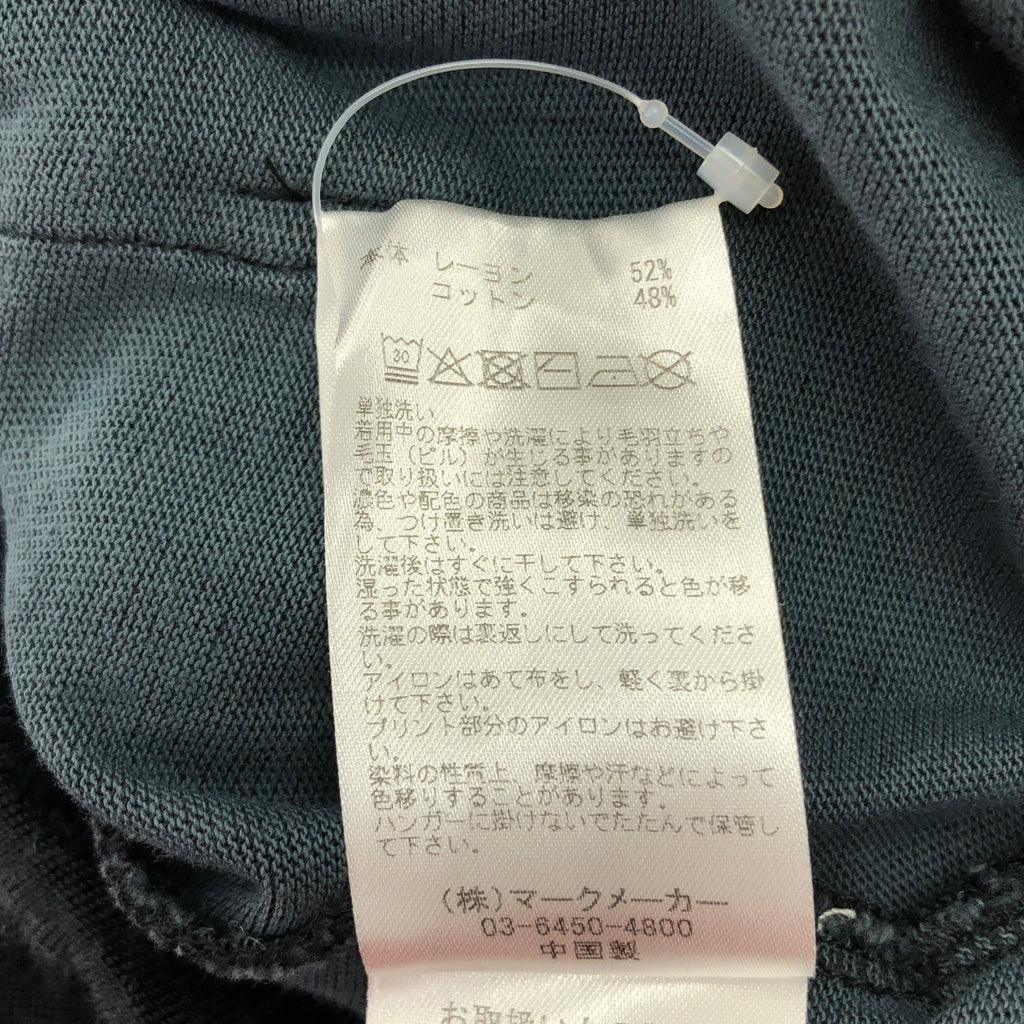 本体 レーヨン 52%
コットン 48%
30
単独洗い
着用中の摩擦や洗濯により毛羽立ちや
毛玉(ピル)が生じる事がありますの
で取り扱いには注意してください。
濃色や配色の商品は移染の恐れがある
為、つけ置き洗いは避け、単独洗いを
して下さい。
洗濯後はすぐに干して下さい。
湿った状態で強くこすられると色が移
る事があります。
洗濯の際は裏返しにして洗ってくださ
い。
アイロンはあて布をし、軽く裏から掛
けて下さい。
プリント部分のアイロンはお避け下さ
い。
染料の性質上、摩擦や汗などによって
色移りすることがあります。
ハンガーに掛けないでたたんで保管し
て下さい。
(株)マークメーカー
03-6450-4800
中国製
お取扱い